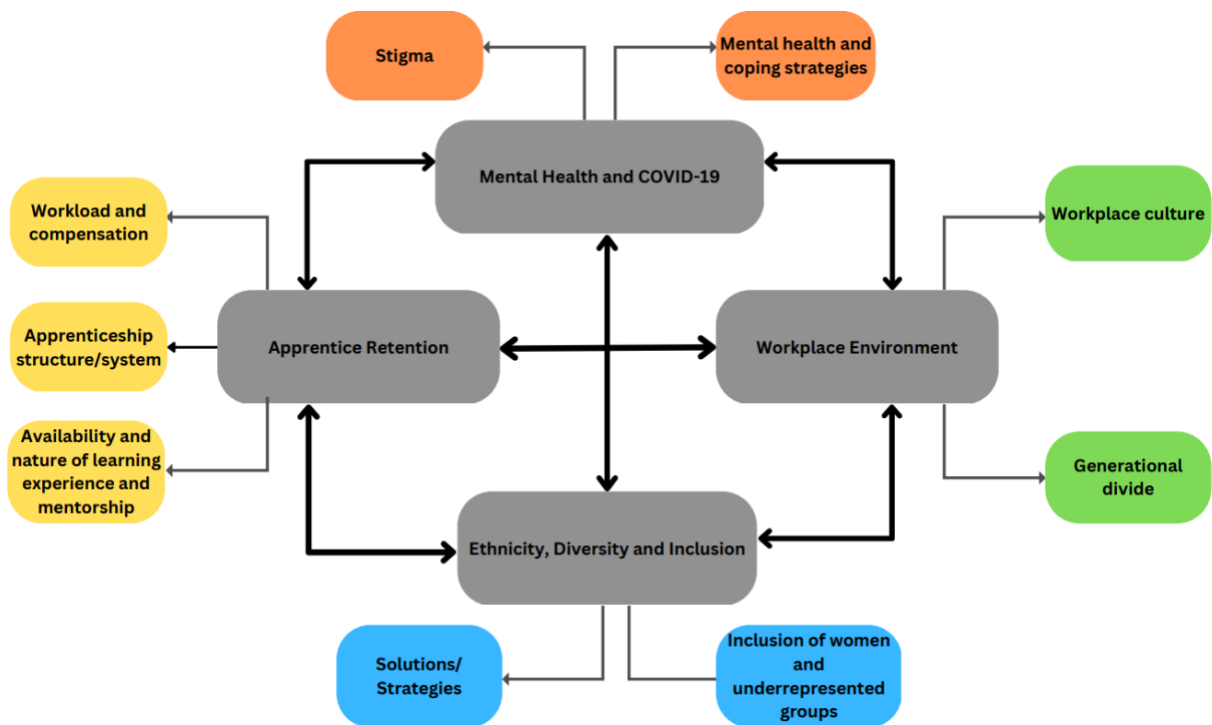 Stigma
Mental health and
coping strategies
Mental Health and COVID-19
Workload and
compensation
Workplace culture
Apprenticeship
structure/system
Apprentice Retention
Workplace Environment
Availability and
nature of learning
experience and
mentorship
Generational
divide
Ethnicity, Diversity and Inclusion
Solutions/
Strategies
Inclusion of women
and
underrepresented
groups